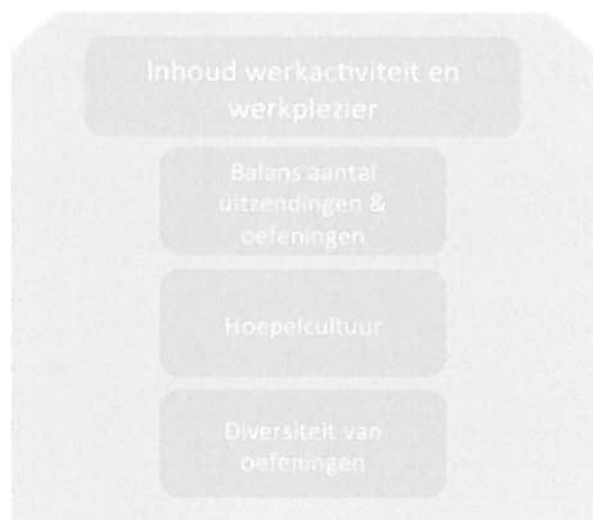 Inhoud werkactiviteit en
werkplezier
Balans aantal
uitzendingen &
oefeningen
Hoepelcultuur
Diversiteit van
oefeningen